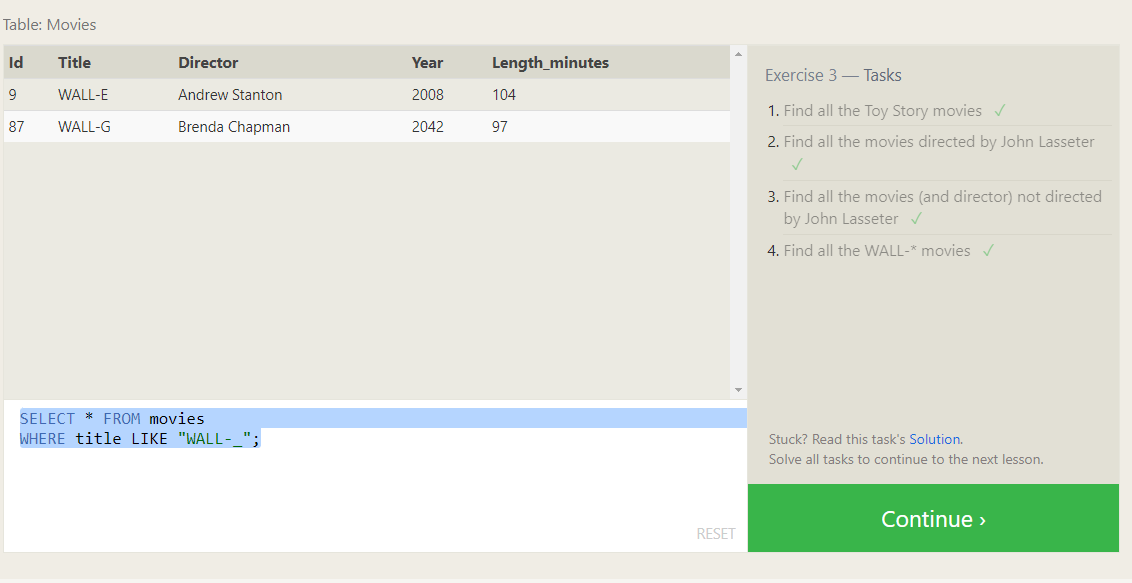 Table: Movies
Id Title Director Year Length_minutes
9 WALL-E Andrew Stanton 2008 104
87 WALL-G Brenda Chapman 2042 97
SELECT * FROM movies
WHERE title LIKE "WALL-_";
RESET
Exercise 3 — Tasks
1. Find all the Toy Story movies ✓
2. Find all the movies directed by John Lasseter
✓
3. Find all the movies (and director) not directed
by John Lasseter ✓
4. Find all the WALL-* movies ✓
Stuck? Read this task's Solution.
Solve all tasks to continue to the next lesson.
Continue ›